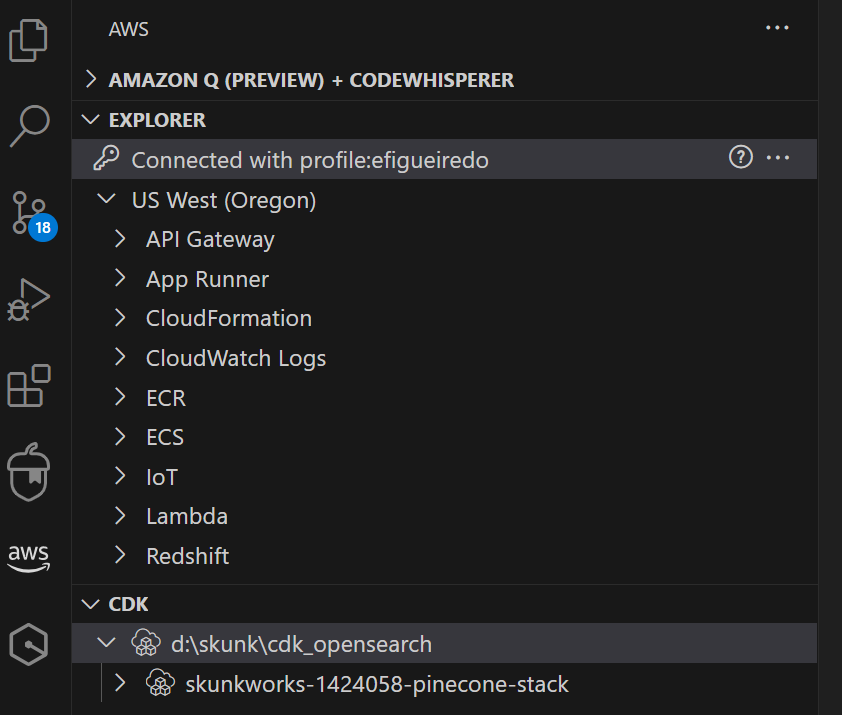 AWS
AMAZON Q (PREVIEW) + CODEWHISPERER
EXPLORER
Connected with profile:efigueiredo
US West (Oregon)
API Gateway
18
App Runner
CloudFormation
CloudWatch Logs
ECR
ECS
IoT
Lambda
aws
Redshift
CDK
d:\skunk\cdk_opensearch
skunkworks-1424058-pinecone-stack